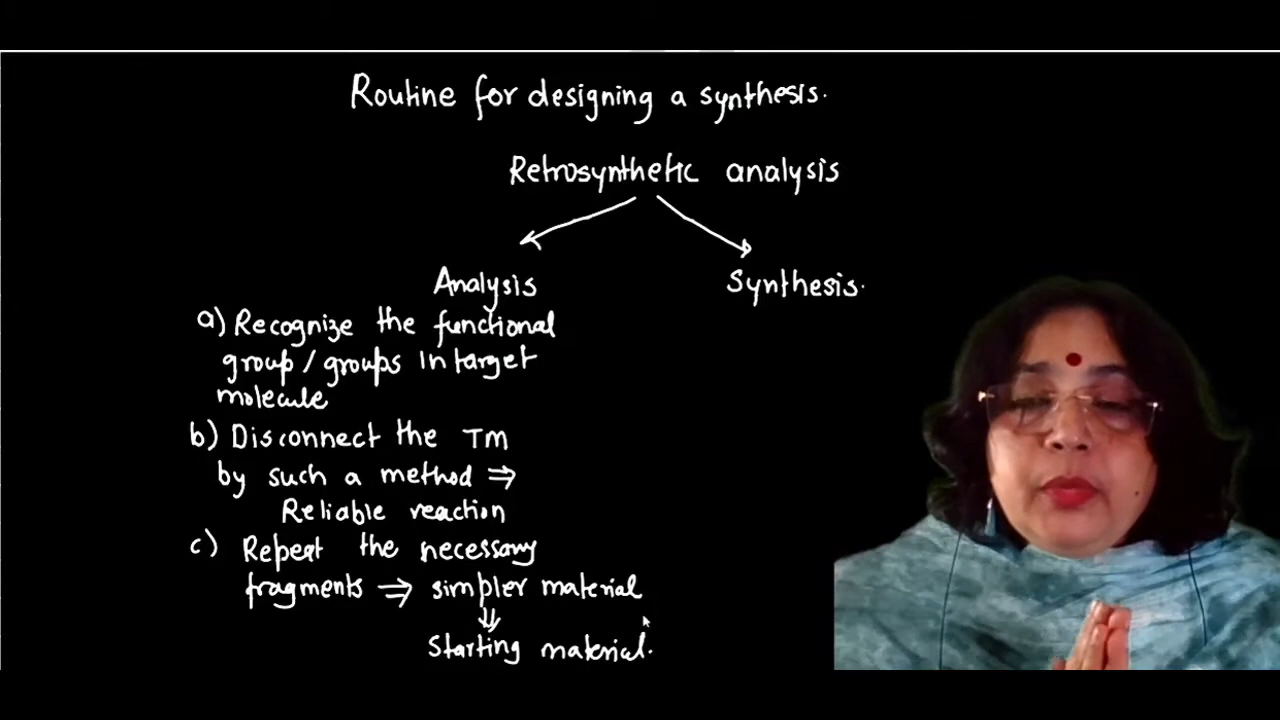 Routine for designing a synthesis.
Retrosynthetic analysis
Analysis
Synthesis.
a) Recognize the functional
group / groups in target
molecule
b) Disconnect the TM
by such a method ⇒
Reliable reaction
c) Repeat the necessary
fragments ⇒ simpler material
⇓
Starting material.